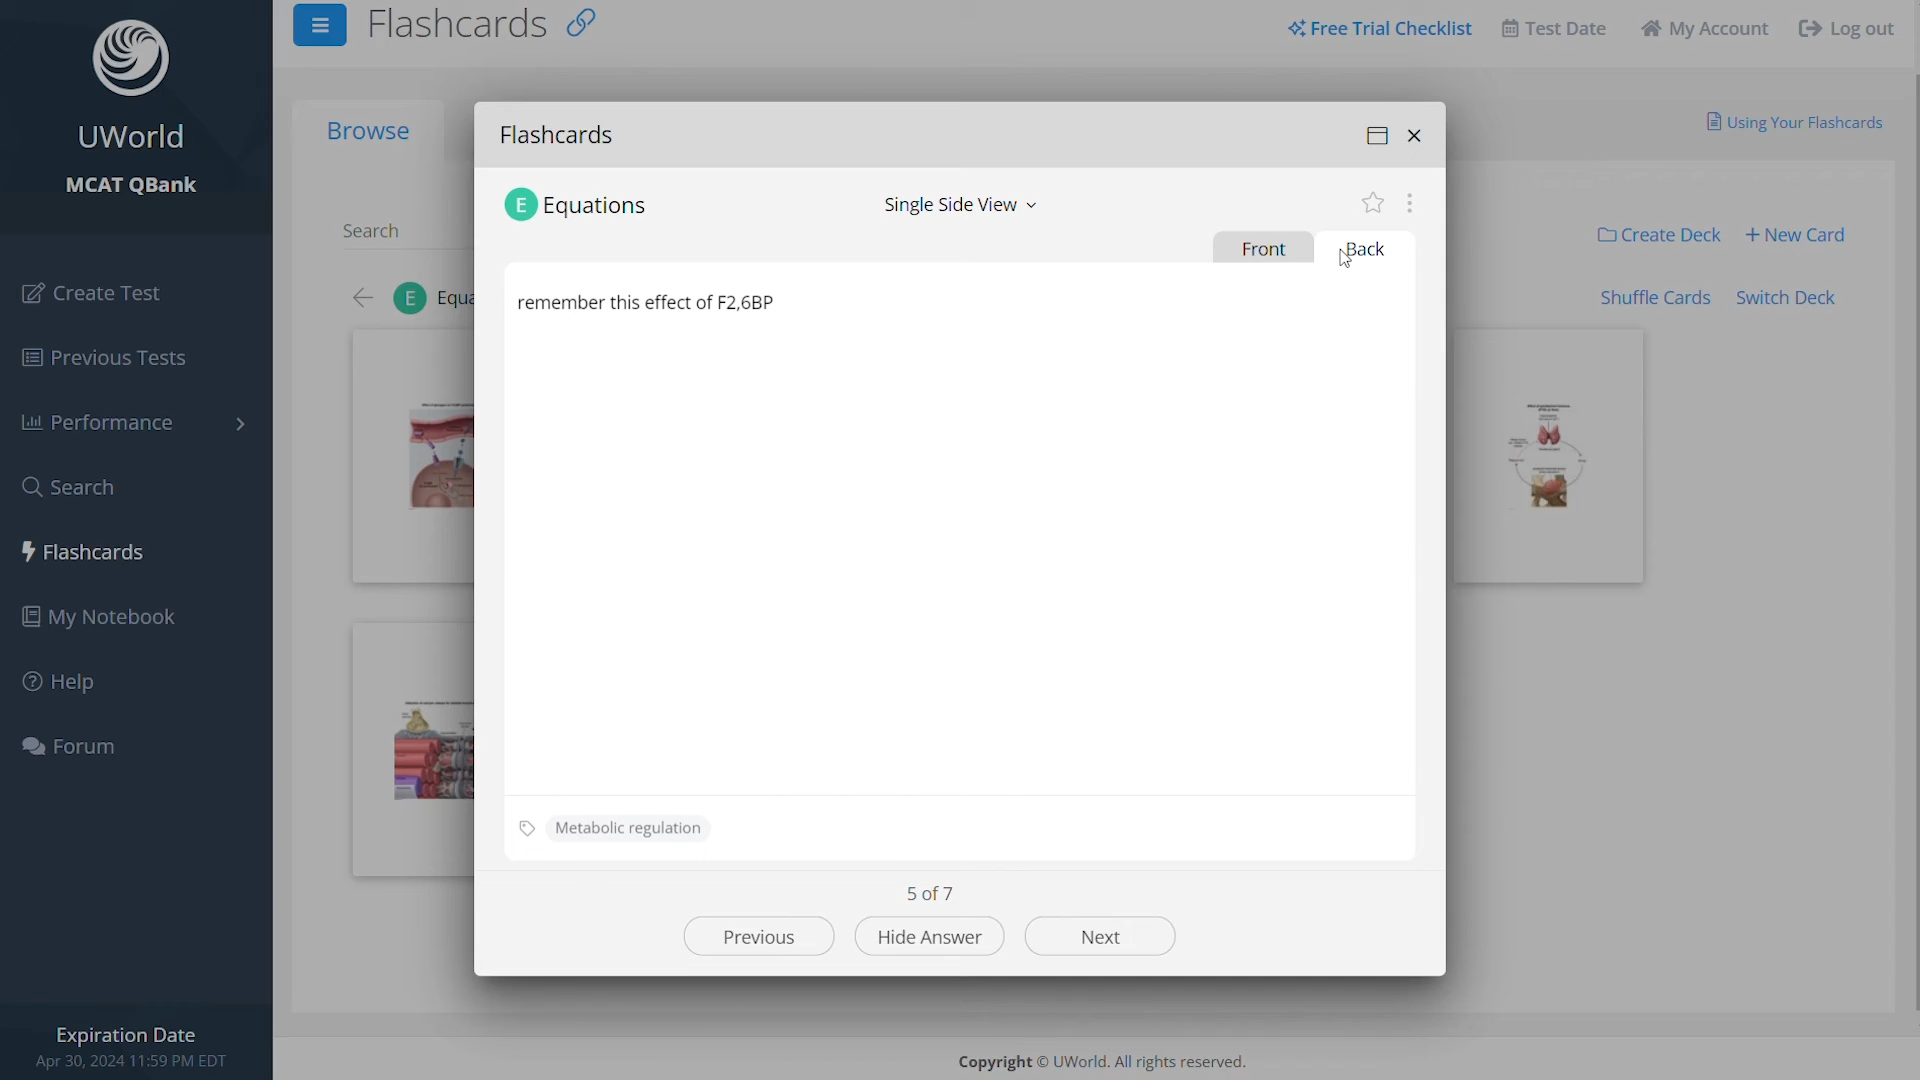 UWorld
MCAT QBank
Create Test
Previous Tests
Performance
Search
Flashcards
My Notebook
Help
Forum
Expiration Date
Apr 30, 2024 11:59 PM EDT
Flashcards
Free Trial Checklist
Test Date
My Account
Log out
Browse
Using Your Flashcards
Search
Create Deck
+ New Card
E Equa
Shuffle Cards
Switch Deck
Flashcards
E Equations
Single Side View
Front
Back
remember this effect of F2,6BP
Metabolic regulation
5 of 7
Previous
Hide Answer
Next
Copyright © UWorld. All rights reserved.